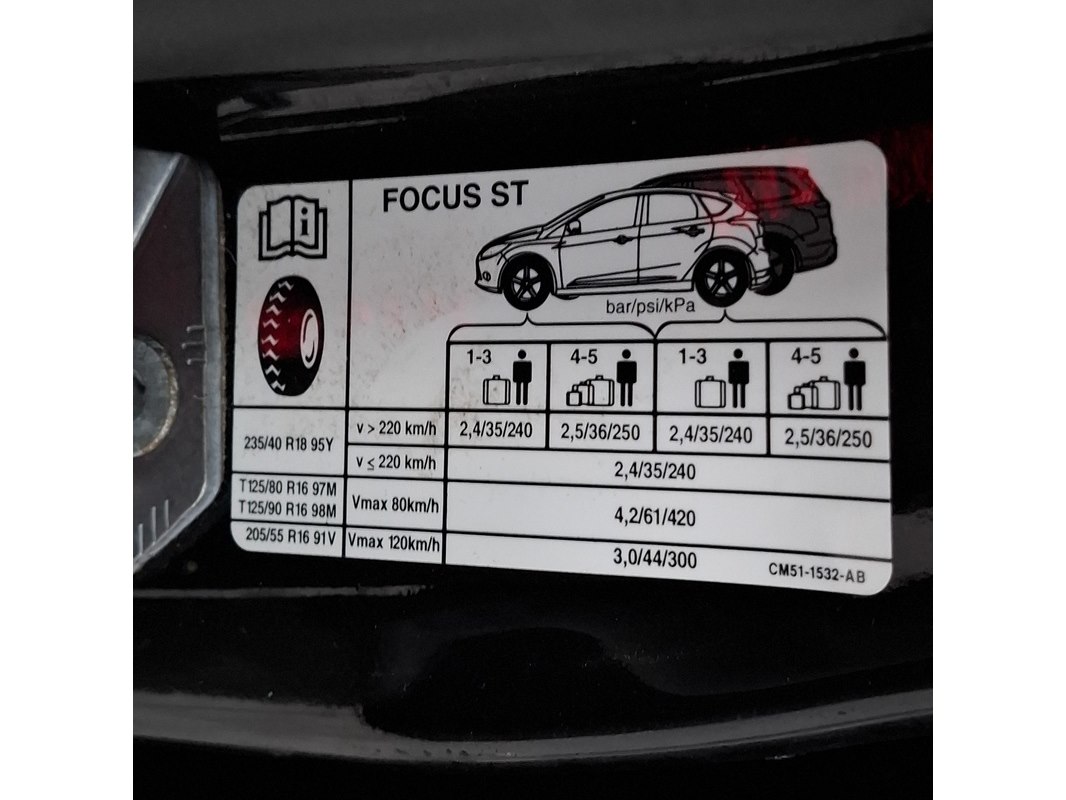 FOCUS ST
i
bar/psi/kPa
1-3 4-5 1-3 4-5
235/40 R18 95Y v > 220 km/h 2,4/35/240 2,5/36/250 2,4/35/240 2,5/36/250
v ≤ 220 km/h 2,4/35/240
T125/80 R16 97M
T125/90 R16 98M Vmax 80km/h 4,2/61/420
205/55 R16 91V Vmax 120km/h 3,0/44/300
CM51-1532-AB